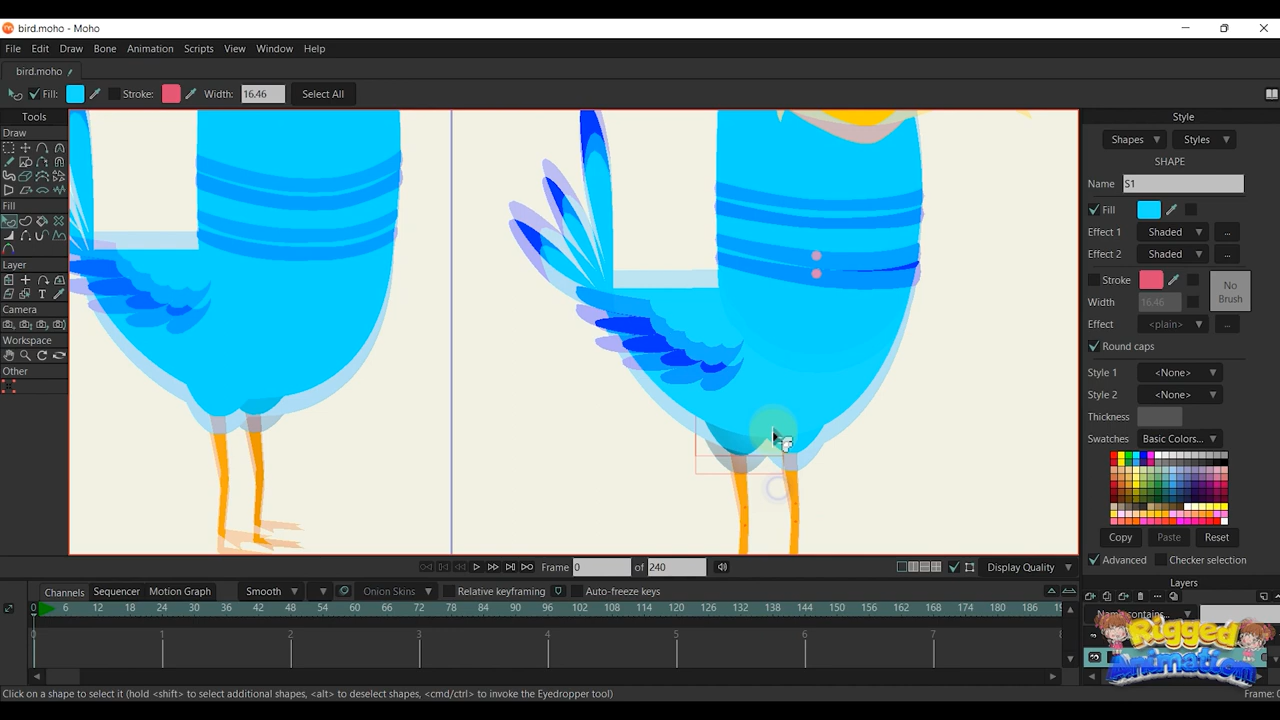 bird.moho - Moho
File Edit Draw Bone Animation Scripts View Window Help
bird.moho
Fill: Stroke: Width: 16.46 Select All
Tools
Draw
Fill
Layer
Camera
Workspace
Other
Style
Shapes Styles
SHAPE
Name S1
Fill
Effect 1 Shaded ...
Effect 2 Shaded ...
Stroke
No Brush
Width 16.46
Effect <plain> ...
Round caps
Style 1 <None>
Style 2 <None>
Thickness
Swatches Basic Colors...
Copy Paste Reset
Advanced Checker selection
Frame 0 of 240 Display Quality
Channels Sequencer Motion Graph Smooth Onion Skins Relative keyframing Auto-freeze keys
0 6 12 18 24 30 36 42 48 54 60 66 72 78 84 90 96 102 108 114 120 126 132 138 144 150 156 162 168 174 180 186
0 1 2 3 4 5 6 7
Layers
Name contains...
Rigged
Animation
Click on a shape to select it (hold <shift> to select additional shapes, <alt> to deselect shapes, <cmd/ctrl> to invoke the Eyedropper tool)
Frame: 0